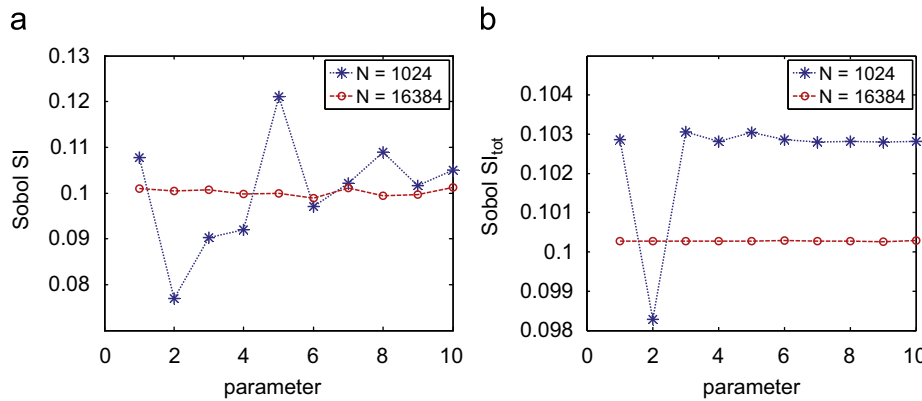 a
0.13
0.12
0.11
0.1
0.09
0.08
Sobol SI
N = 1024
N = 16384
0 2 4 6 8 10
parameter
b
0.104
0.103
0.102
0.101
0.1
0.099
0.098
Sobol SI_tot
N = 1024
N = 16384
0 2 4 6 8 10
parameter